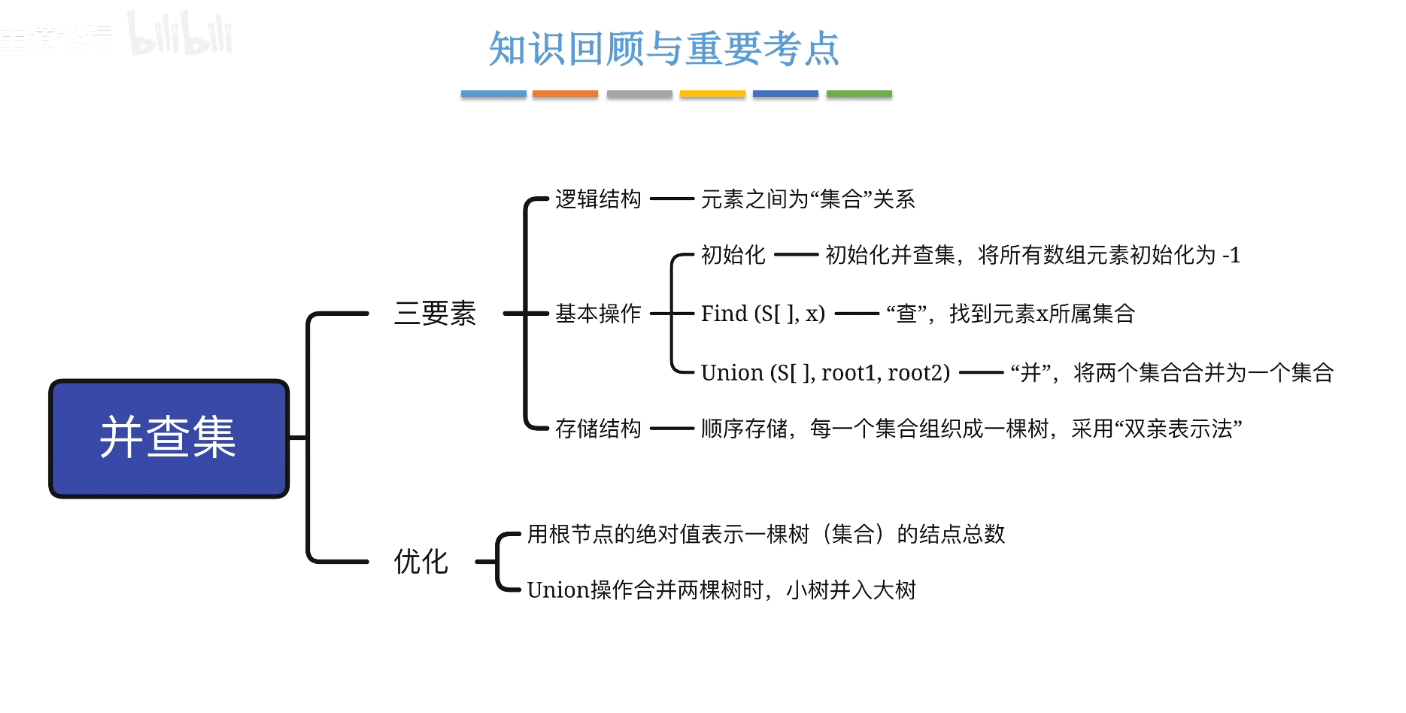 bilibili
知识回顾与重要考点
逻辑结构 元素之间为“集合”关系
初始化 初始化并查集，将所有数组元素初始化为 -1
三要素 基本操作 Find (S[ ], x) “查”，找到元素x所属集合
Union (S[ ], root1, root2) “并”，将两个集合合并为一个集合
存储结构 顺序存储，每一个集合组织成一棵树，采用“双亲表示法”
并查集
用根节点的绝对值表示一棵树（集合）的结点总数
优化
Union操作合并两棵树时，小树并入大树